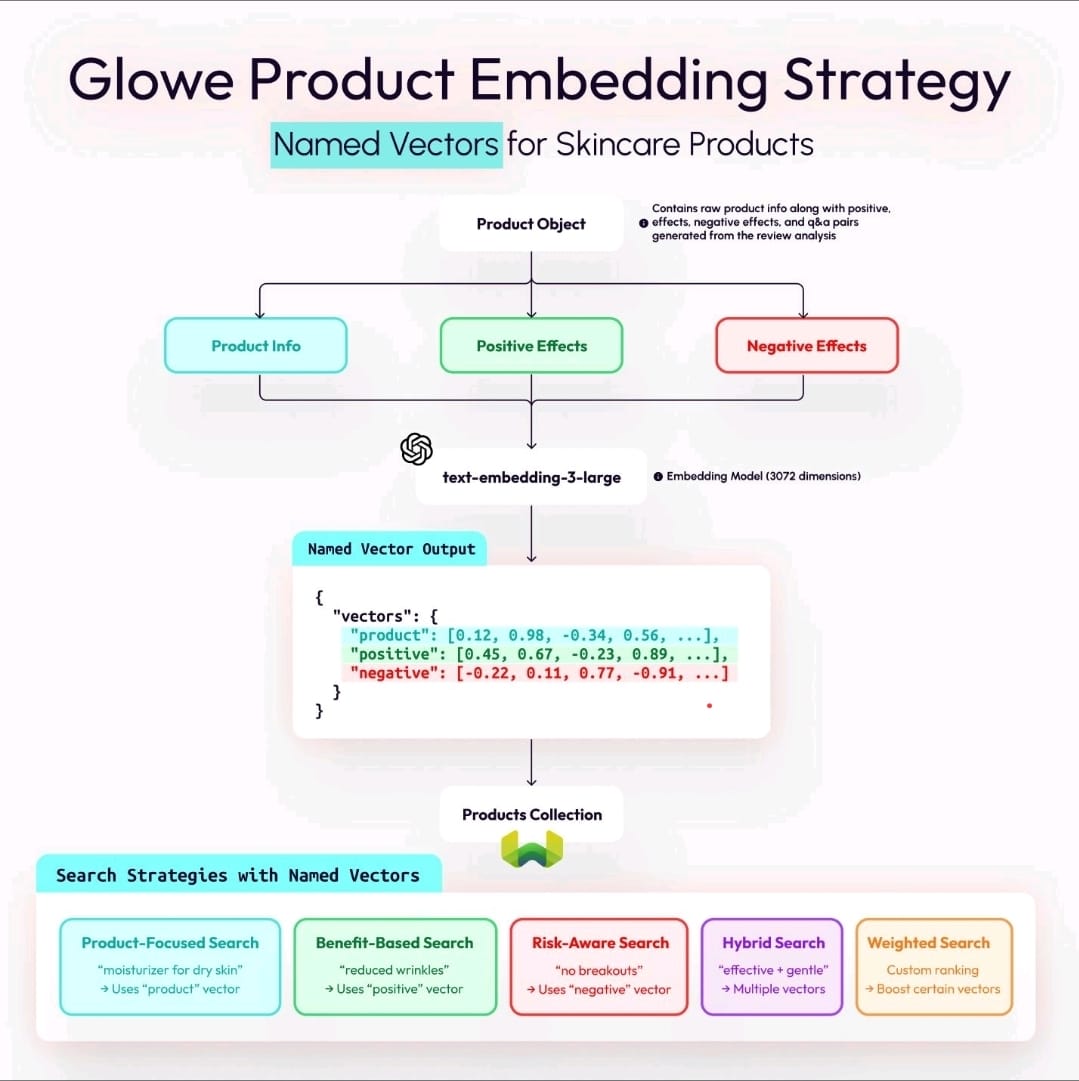 Glowe Product Embedding Strategy
Named Vectors for Skincare Products
Product Object
Contains raw product info along with positive,
effects, negative effects, and q&a pairs
generated from the review analysis
Product Info
Positive Effects
Negative Effects
text-embedding-3-large
Embedding Model (3072 dimensions)
Named Vector Output
{
"vectors": {
"product": [0.12, 0.98, -0.34, 0.56, ...],
"positive": [0.45, 0.67, -0.23, 0.89, ...],
"negative": [-0.22, 0.11, 0.77, -0.91, ...]
}
}
Products Collection
Search Strategies with Named Vectors
Product-Focused Search
“moisturizer for dry skin”
→ Uses “product” vector
Benefit-Based Search
“reduced wrinkles”
→ Uses “positive” vector
Risk-Aware Search
“no breakouts”
→ Uses “negative” vector
Hybrid Search
“effective + gentle”
→ Multiple vectors
Weighted Search
Custom ranking
→ Boost certain vectors